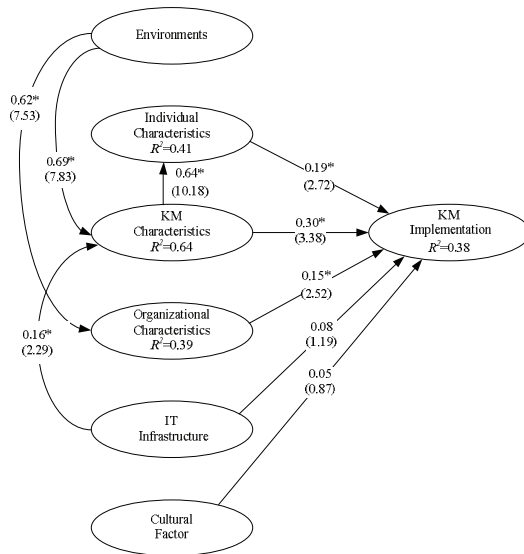 Environments
0.62*
(7.53)
Individual
Characteristics
R²=0.41
0.69*
(7.83)
0.64*
(10.18)
0.19*
(2.72)
KM
Characteristics
R²=0.64
0.30*
(3.38)
KM
Implementation
R²=0.38
0.15*
(2.52)
Organizational
Characteristics
R²=0.39
0.16*
(2.29)
0.08
(1.19)
0.05
(0.87)
IT
Infrastructure
Cultural
Factor